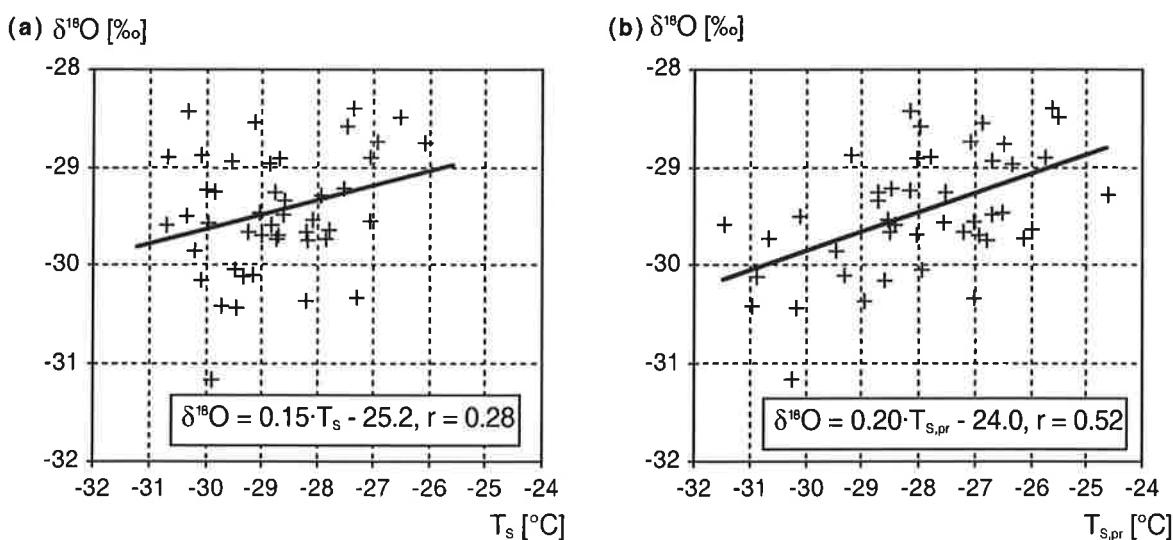 (a) δ¹⁸O [‰]
-28
-29
-30
-31
-32
-32 -31 -30 -29 -28 -27 -26 -25 -24
Tₛ [°C]
δ¹⁸O = 0.15·Tₛ - 25.2, r = 0.28
(b) δ¹⁸O [‰]
-28
-29
-30
-31
-32
-32 -31 -30 -29 -28 -27 -26 -25 -24
T_S,pr [°C]
δ¹⁸O = 0.20·T_S,pr - 24.0, r = 0.52